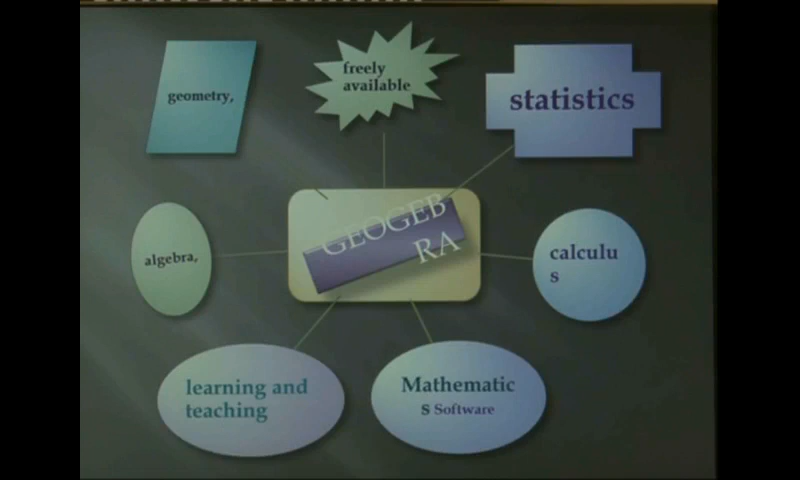 geometry,
freely
available
statistics
GEOGEB
RA
algebra,
calculu
s
learning and
teaching
Mathematic
s Software